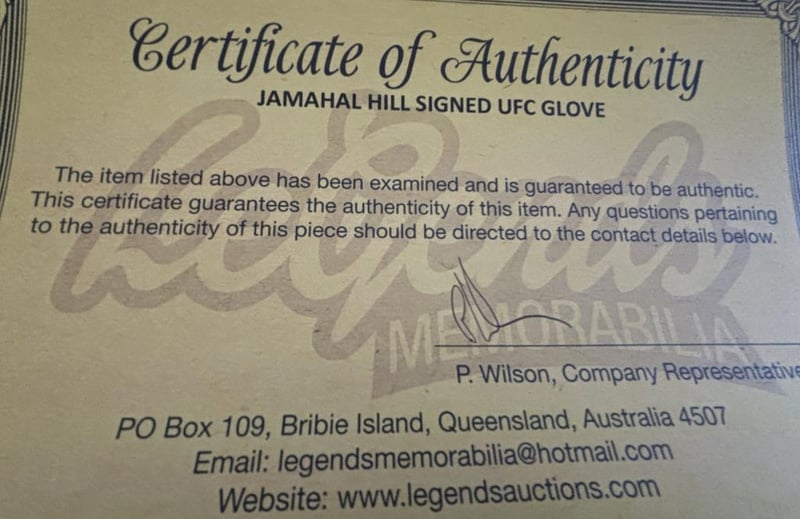 Certificate of Authenticity
JAMAHAL HILL SIGNED UFC GLOVE
The item listed above has been examined and is guaranteed to be authentic.
This certificate guarantees the authenticity of this item. Any questions pertaining
to the authenticity of this piece should be directed to the contact details below.
Legends
MEMORABILIA
P. Wilson, Company Representative
PO Box 109, Bribie Island, Queensland, Australia 4507
Email: legendsmemorabilia@hotmail.com
Website: www.legendsauctions.com